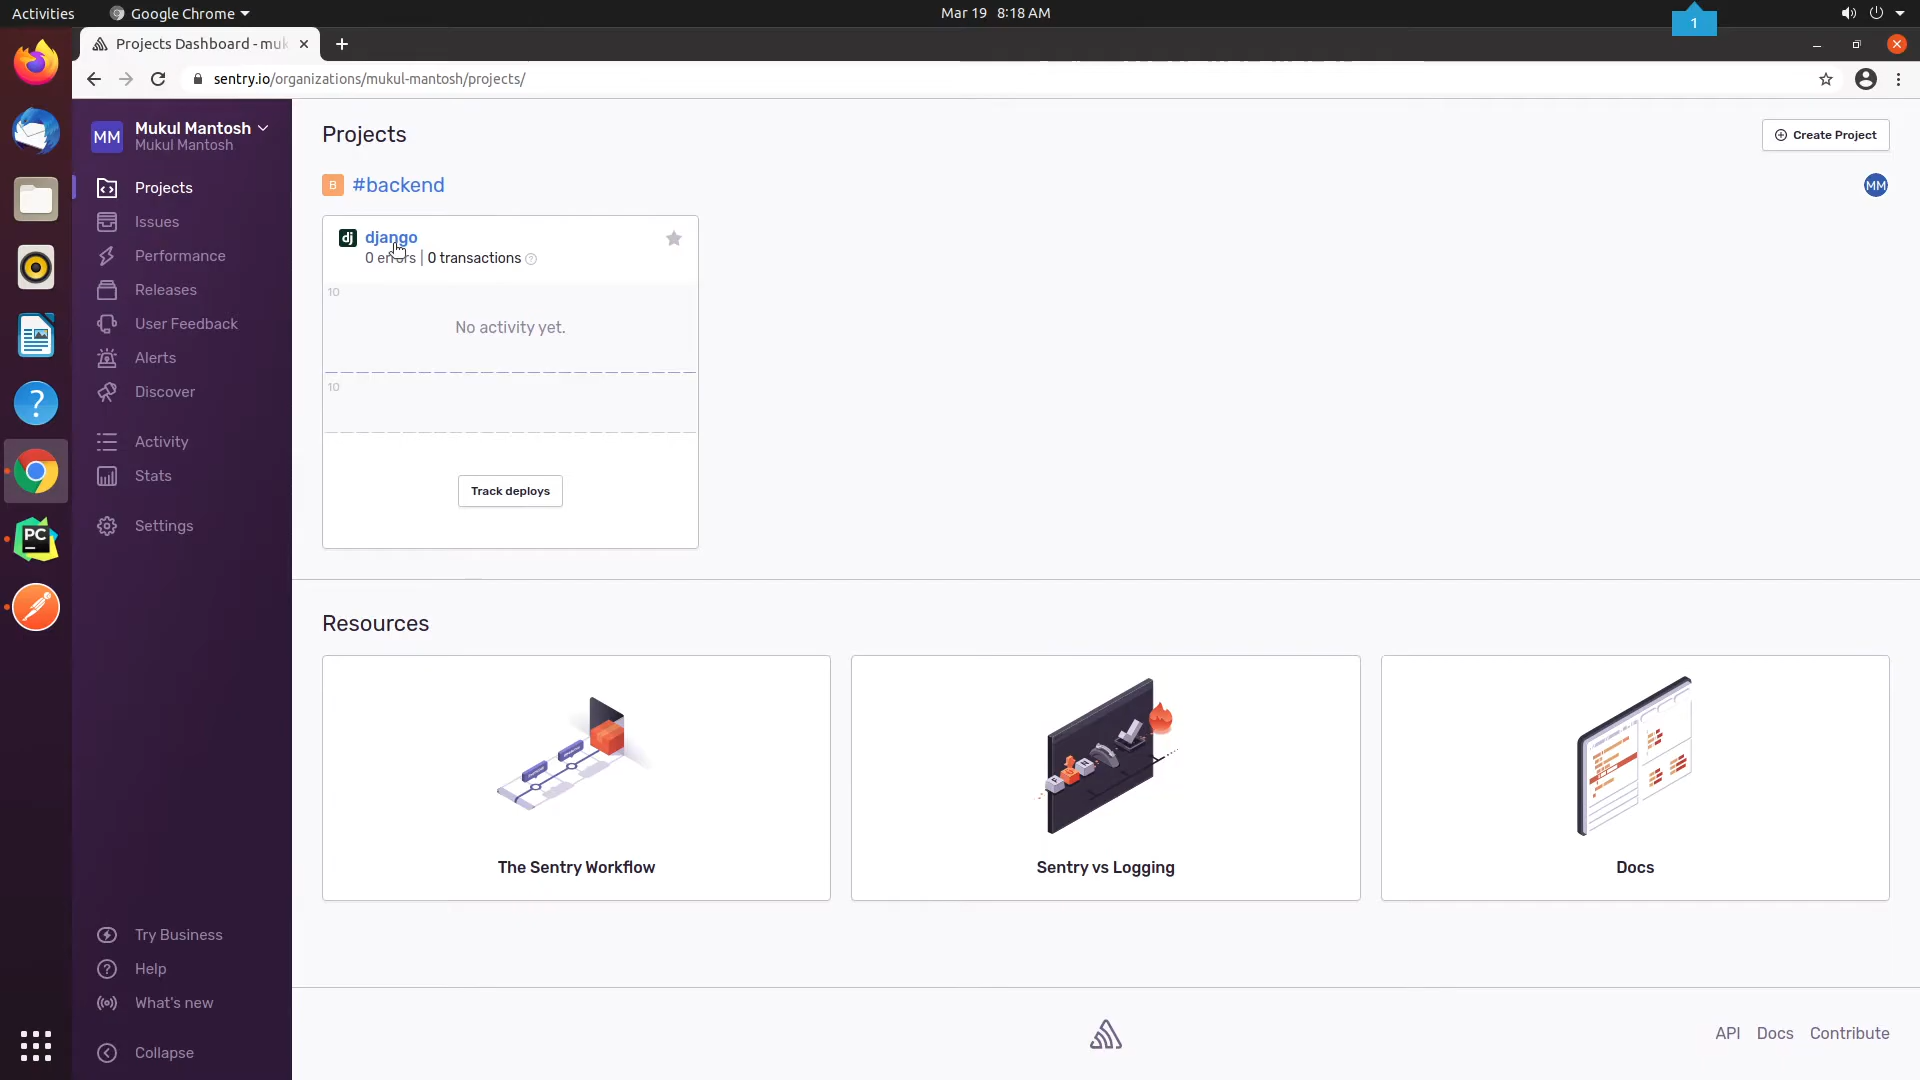 Activities
Google Chrome
Mar 19 8:18 AM
1
Projects Dashboard - muk
sentry.io/organizations/mukul-mantosh/projects/
MM
Mukul Mantosh
Mukul Mantosh
Projects
Issues
Performance
Releases
User Feedback
Alerts
Discover
Activity
Stats
Settings
Try Business
Help
What's new
Collapse
Projects
Create Project
B
#backend
MM
dj
django
0 errors | 0 transactions
10
No activity yet.
10
Track deploys
Resources
The Sentry Workflow
Sentry vs Logging
Docs
API
Docs
Contribute
PC